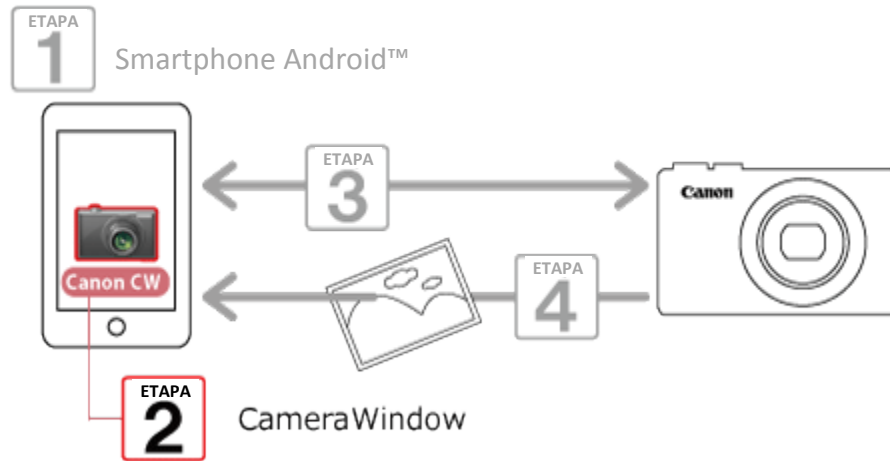 ETAPA
1
Smartphone Android™
ETAPA
3
Canon
Canon CW
ETAPA
4
ETAPA
2
CameraWindow